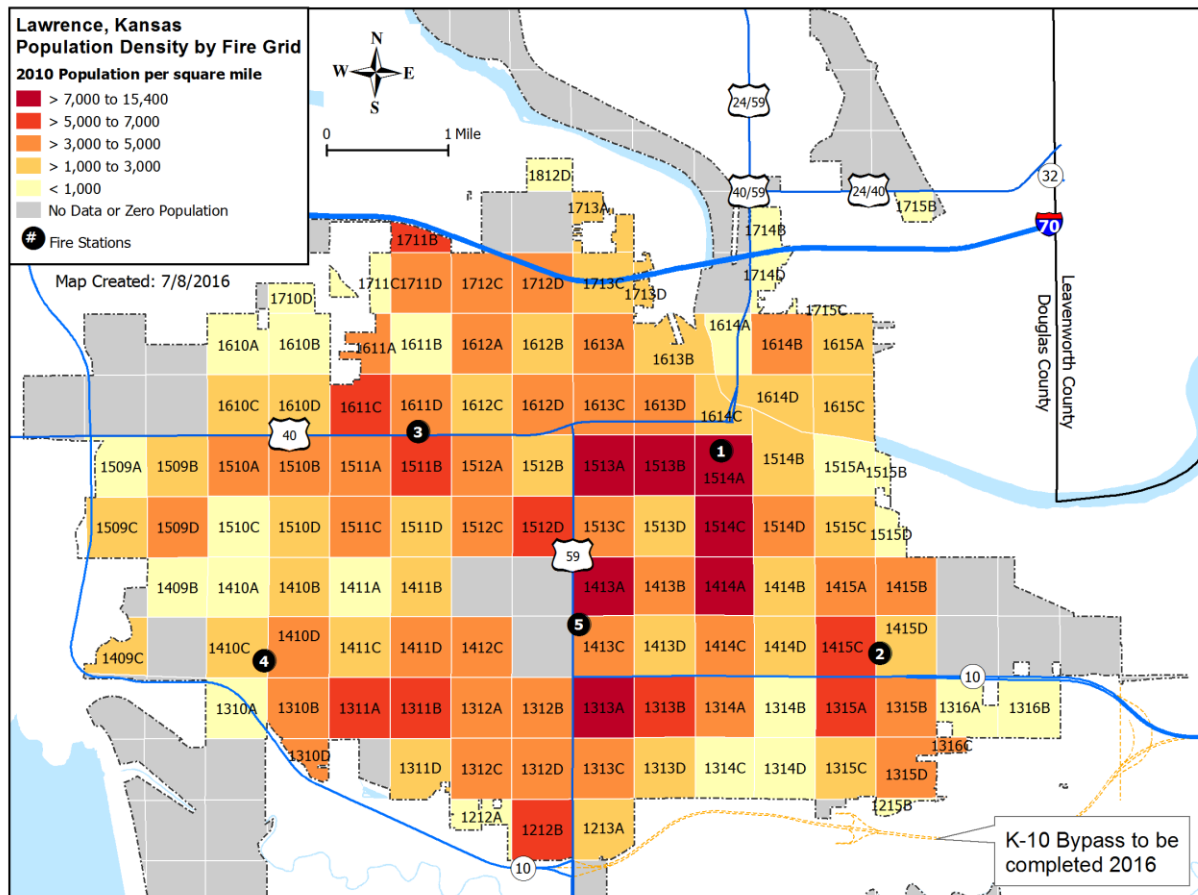 Lawrence, Kansas
Population Density by Fire Grid
2010 Population per square mile
> 7,000 to 15,400
> 5,000 to 7,000
> 3,000 to 5,000
> 1,000 to 3,000
< 1,000
No Data or Zero Population
# Fire Stations
Map Created: 7/8/2016
N
W E
S
0 1 Mile
24/59
40/59 24/40 32
70
Leavenworth County
Douglas County
1812D
1713A 1715B
1711B 1714B
1711C 1711D 1712C 1712D 1713C 1713D 1714D
1710D 1715C
1610A 1610B 1611A 1611B 1612A 1612B 1613A 1613B 1614A 1614B 1615A
1610C 1610D 1611C 1611D 1612C 1612D 1613C 1613D 1614C 1614D 1615C
40 3
1
1509A 1509B 1510A 1510B 1511A 1511B 1512A 1512B 1513A 1513B 1514A 1514B 1515A 1515B
1509C 1509D 1510C 1510D 1511C 1511D 1512C 1512D 1513C 1513D 1514C 1514D 1515C 1515D
59
1409B 1410A 1410B 1411A 1411B 1413A 1413B 1414A 1414B 1415A 1415B
5
1409C 1410C 1410D 1411C 1411D 1412C 1413C 1413D 1414C 1414D 1415C 1415D
4 2
10
1310A 1310B 1311A 1311B 1312A 1312B 1313A 1313B 1314A 1314B 1315A 1315B 1316A 1316B
1310D 1311D 1312C 1312D 1313C 1313D 1314C 1314D 1315C 1315D 1316C
1212A 1212B 1213A 1215B
10
K-10 Bypass to be
completed 2016